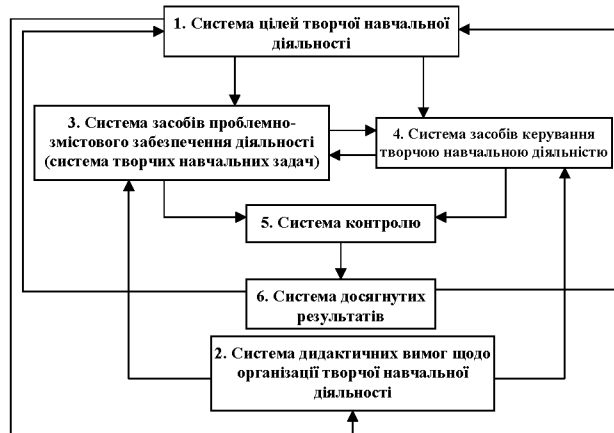 1. Система цілей творчої навчальної
діяльності
3. Система засобів проблемно-
змістового забезпечення діяльності
(система творчих навчальних задач)
4. Система засобів керування
творчою навчальною діяльністю
5. Система контролю
6. Система досягнутих
результатів
2. Система дидактичних вимог щодо
організації творчої навчальної
діяльності